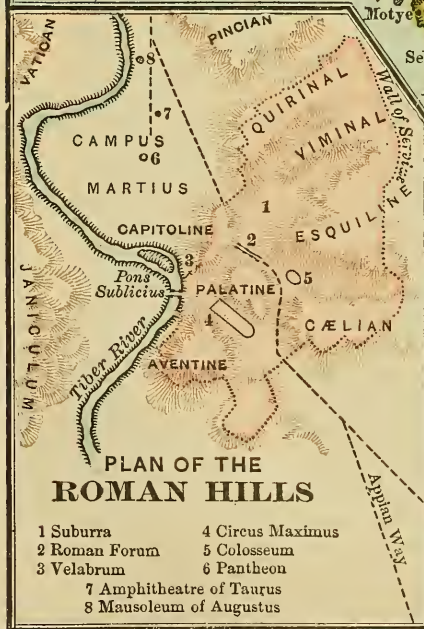 Motye
Se
VATICAN
PINCIAN
8
QUIRINAL
Wall of Servius
7
CAMPUS
VIMINAL
6
MARTIUS
1
ESQUILINE
CAPITOLINE
2
3
5
Pons
Sublicius
PALATINE
JANICULUM
4
CÆLIAN
Tiber River
AVENTINE
PLAN OF THE
ROMAN HILLS
Appian Way
1 Suburra
4 Circus Maximus
2 Roman Forum
5 Colosseum
3 Velabrum
6 Pantheon
7 Amphitheatre of Taurus
8 Mausoleum of Augustus